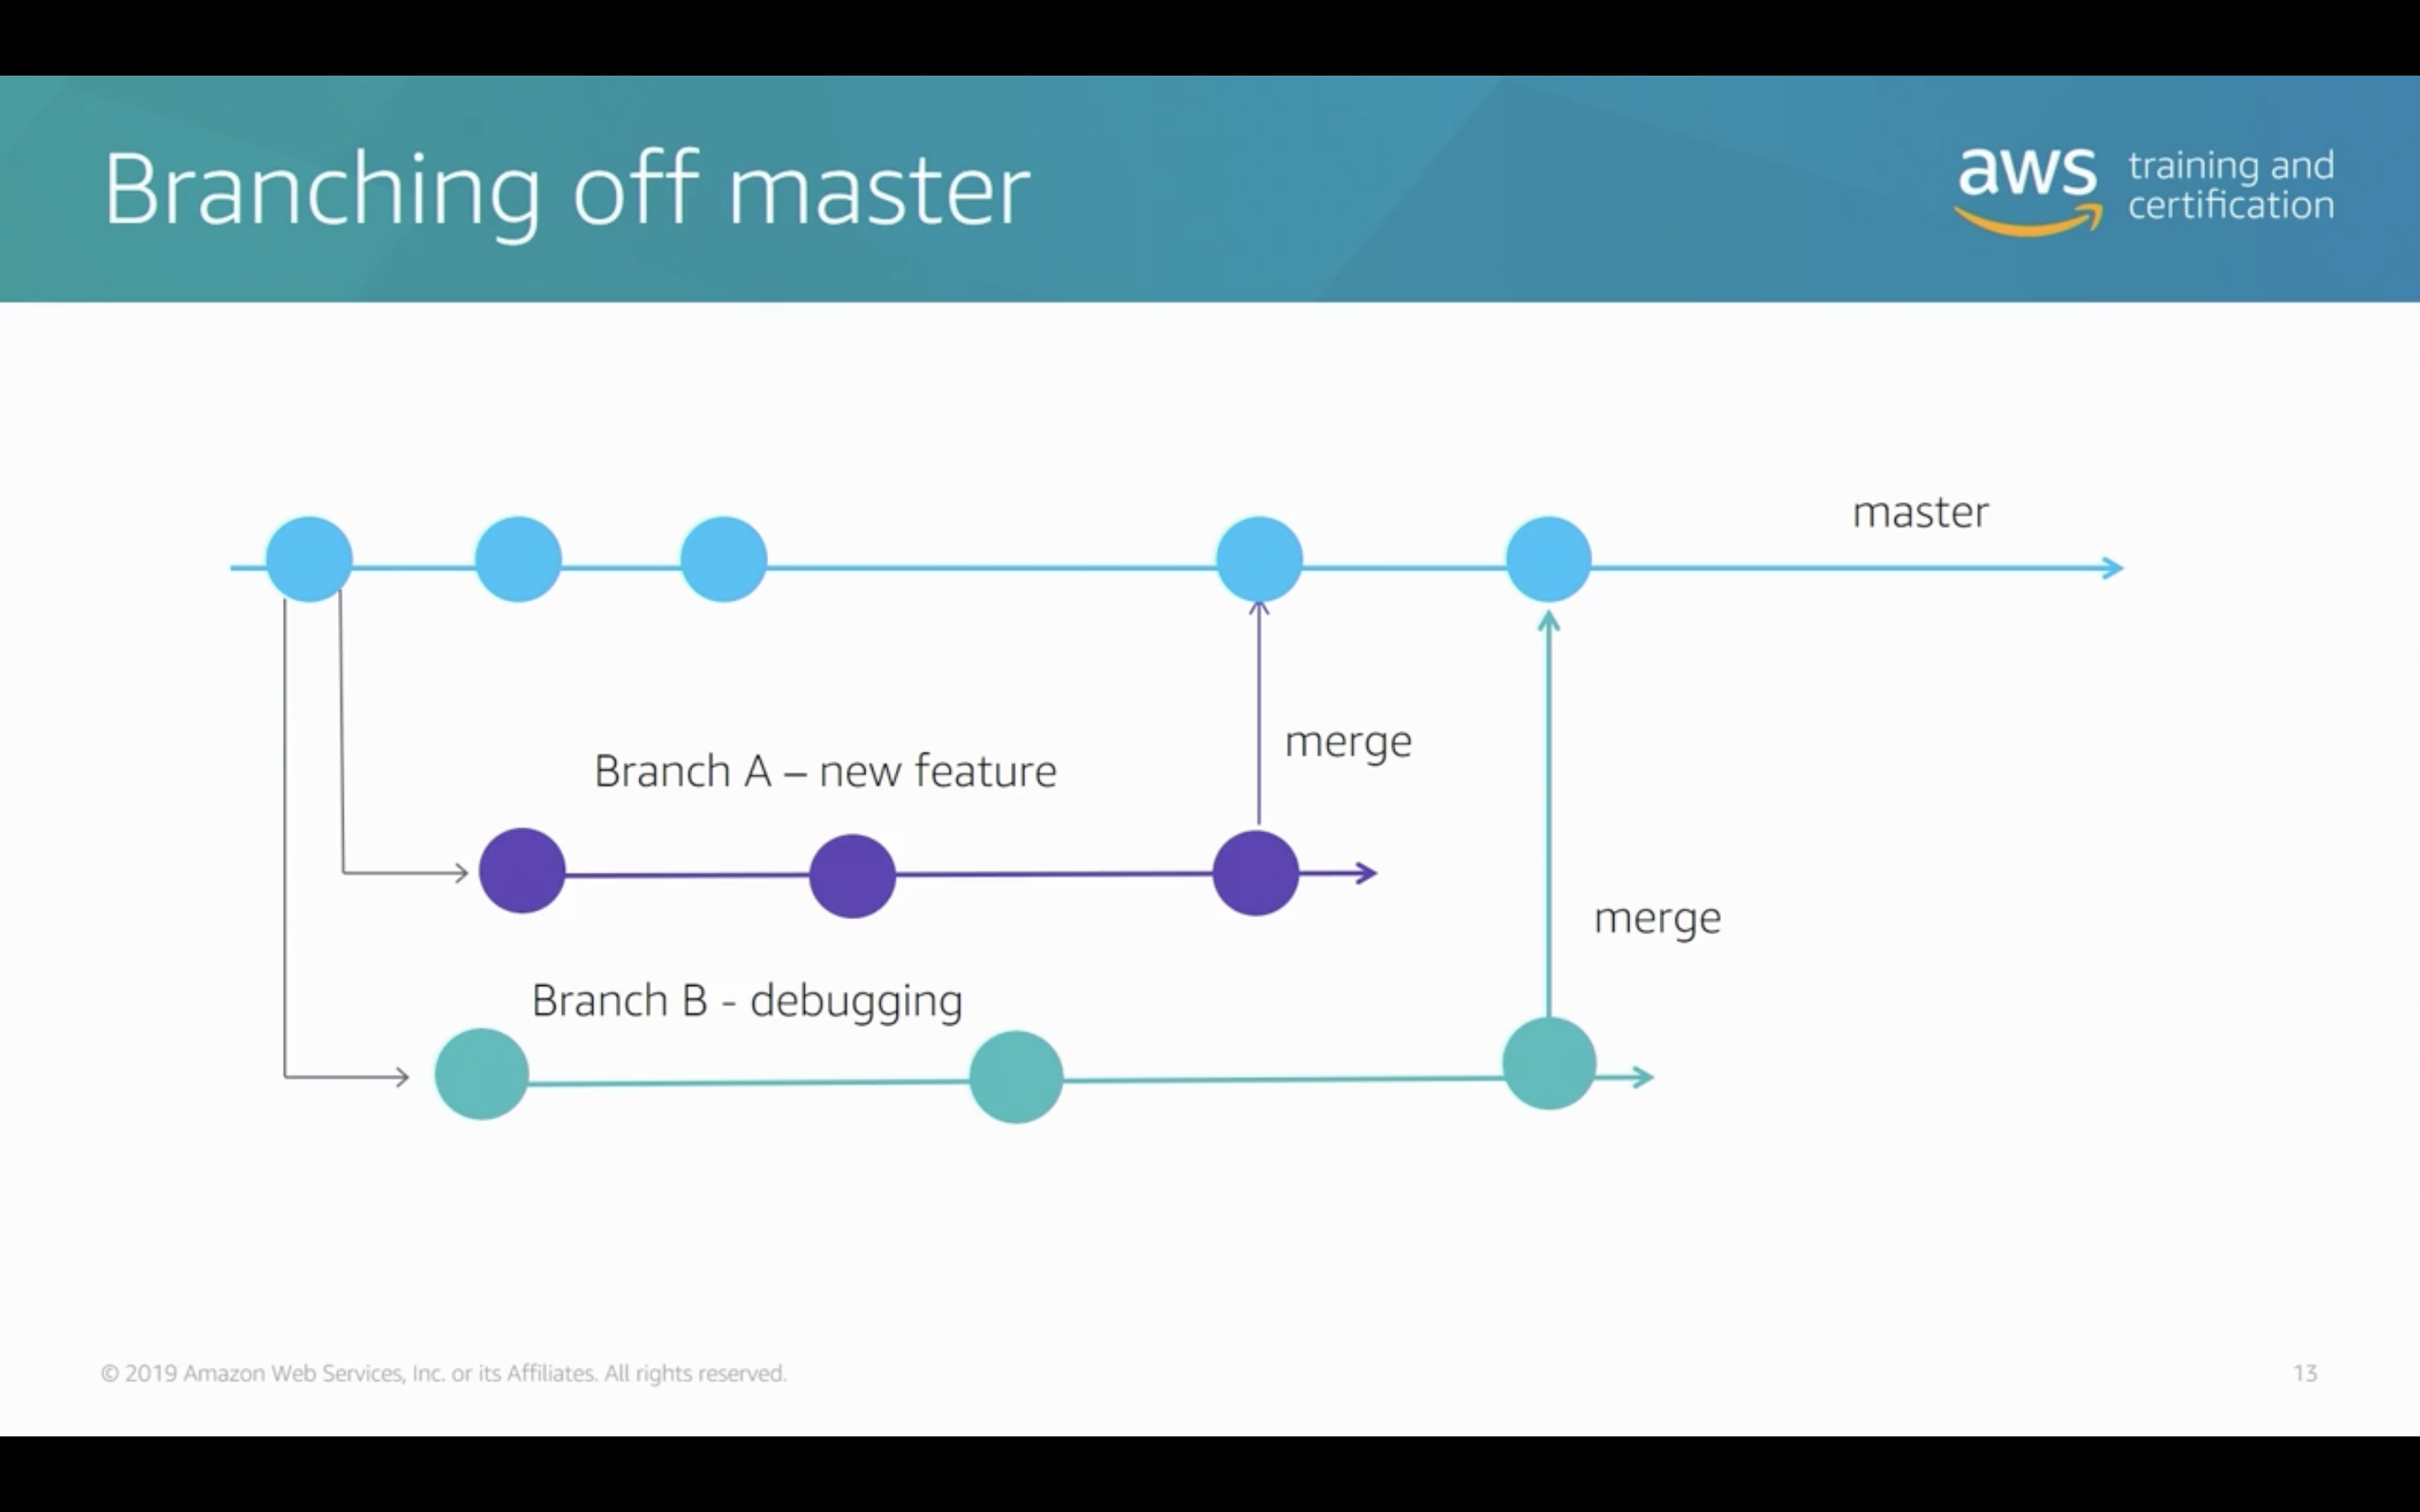 Branching off master
aws training and
certification
master
merge
Branch A – new feature
merge
Branch B - debugging
© 2019 Amazon Web Services, Inc. or its Affiliates. All rights reserved.
13